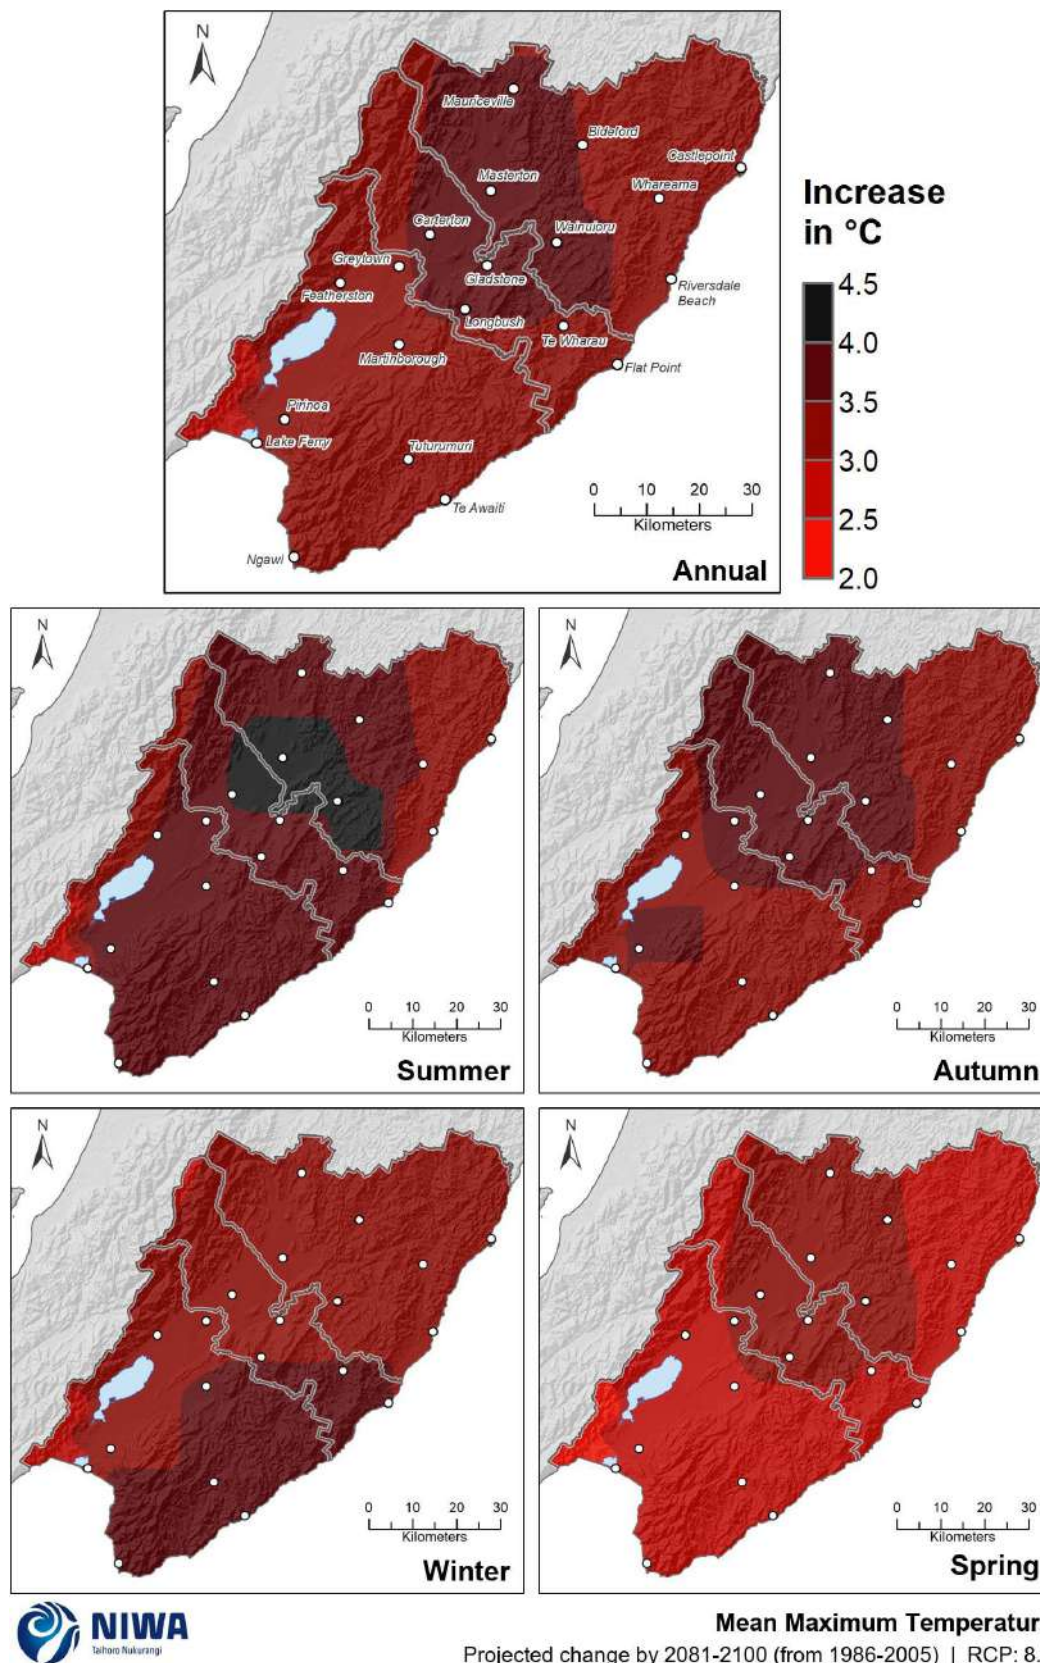 N
Mauriceville
Bideford
Castlepoint
Masterton
Whareama
Carterton
Wainuioru
Greytown
Gladstone
Featherston
Riversdale
Beach
Longbush
Te Wharau
Martinborough
Flat Point
Pirinoa
Lake Ferry
Tuturumuri
Te Awaiti
Ngawi
0 10 20 30
Kilometers
Annual
Increase
in °C
4.5
4.0
3.5
3.0
2.5
2.0
N
0 10 20 30
Kilometers
Summer
N
0 10 20 30
Kilometers
Autumn
N
0 10 20 30
Kilometers
Winter
N
0 10 20 30
Kilometers
Spring
NIWA
Taihoro Nukurangi
Mean Maximum Temperatur
Projected change by 2081-2100 (from 1986-2005) | RCP: 8.